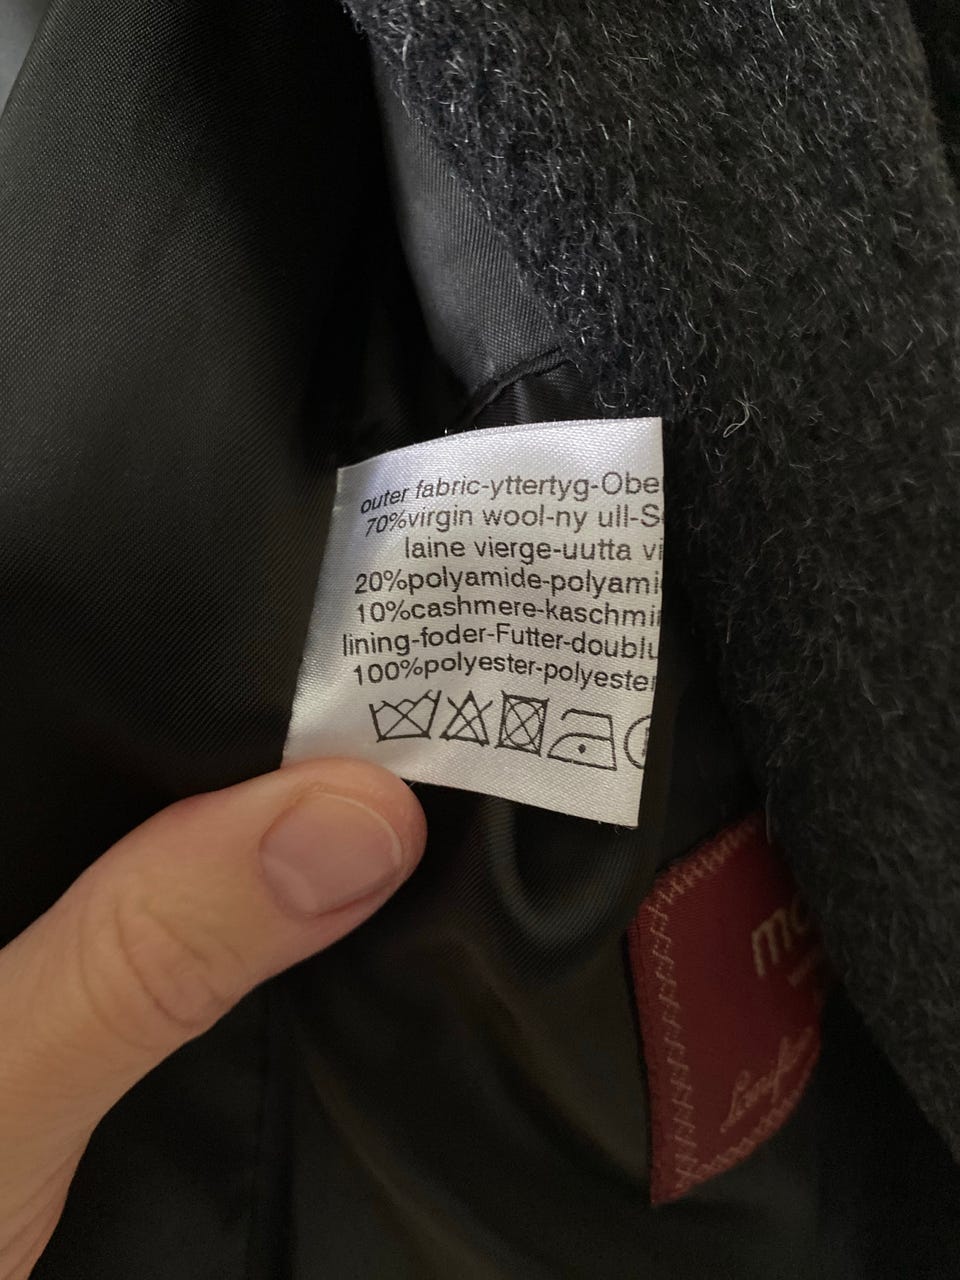 outer fabric-yttertyg-Obe
70%virgin wool-ny ull-S
laine vierge-uutta vi
20%polyamide-polyami
10%cashmere-kaschmir
lining-foder-Futter-doublu
100%polyester-polyester